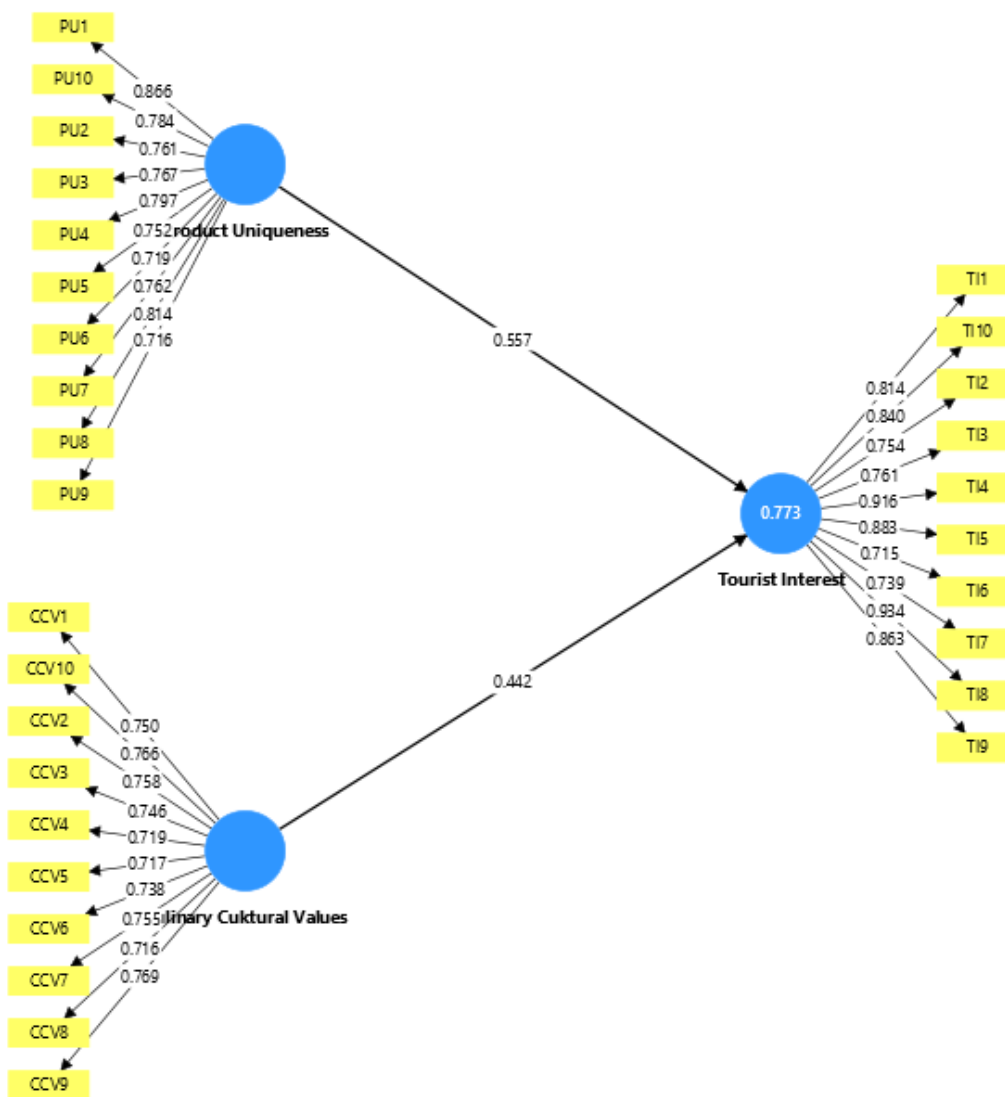 PU1
PU10
PU2
PU3
PU4
PU5
PU6
PU7
PU8
PU9
0.866
0.784
0.761
0.767
0.797
0.752
0.719
0.762
0.814
0.716
roduct Uniqueness
0.557
TI1
TI10
TI2
TI3
TI4
TI5
TI6
TI7
TI8
TI9
0.814
0.840
0.754
0.761
0.916
0.883
0.715
0.739
0.934
0.863
0.773
Tourist Interest
0.442
CCV1
CCV10
CCV2
CCV3
CCV4
CCV5
CCV6
CCV7
CCV8
CCV9
0.750
0.766
0.758
0.746
0.719
0.717
0.738
0.755
0.716
0.769
linary Cuktural Values